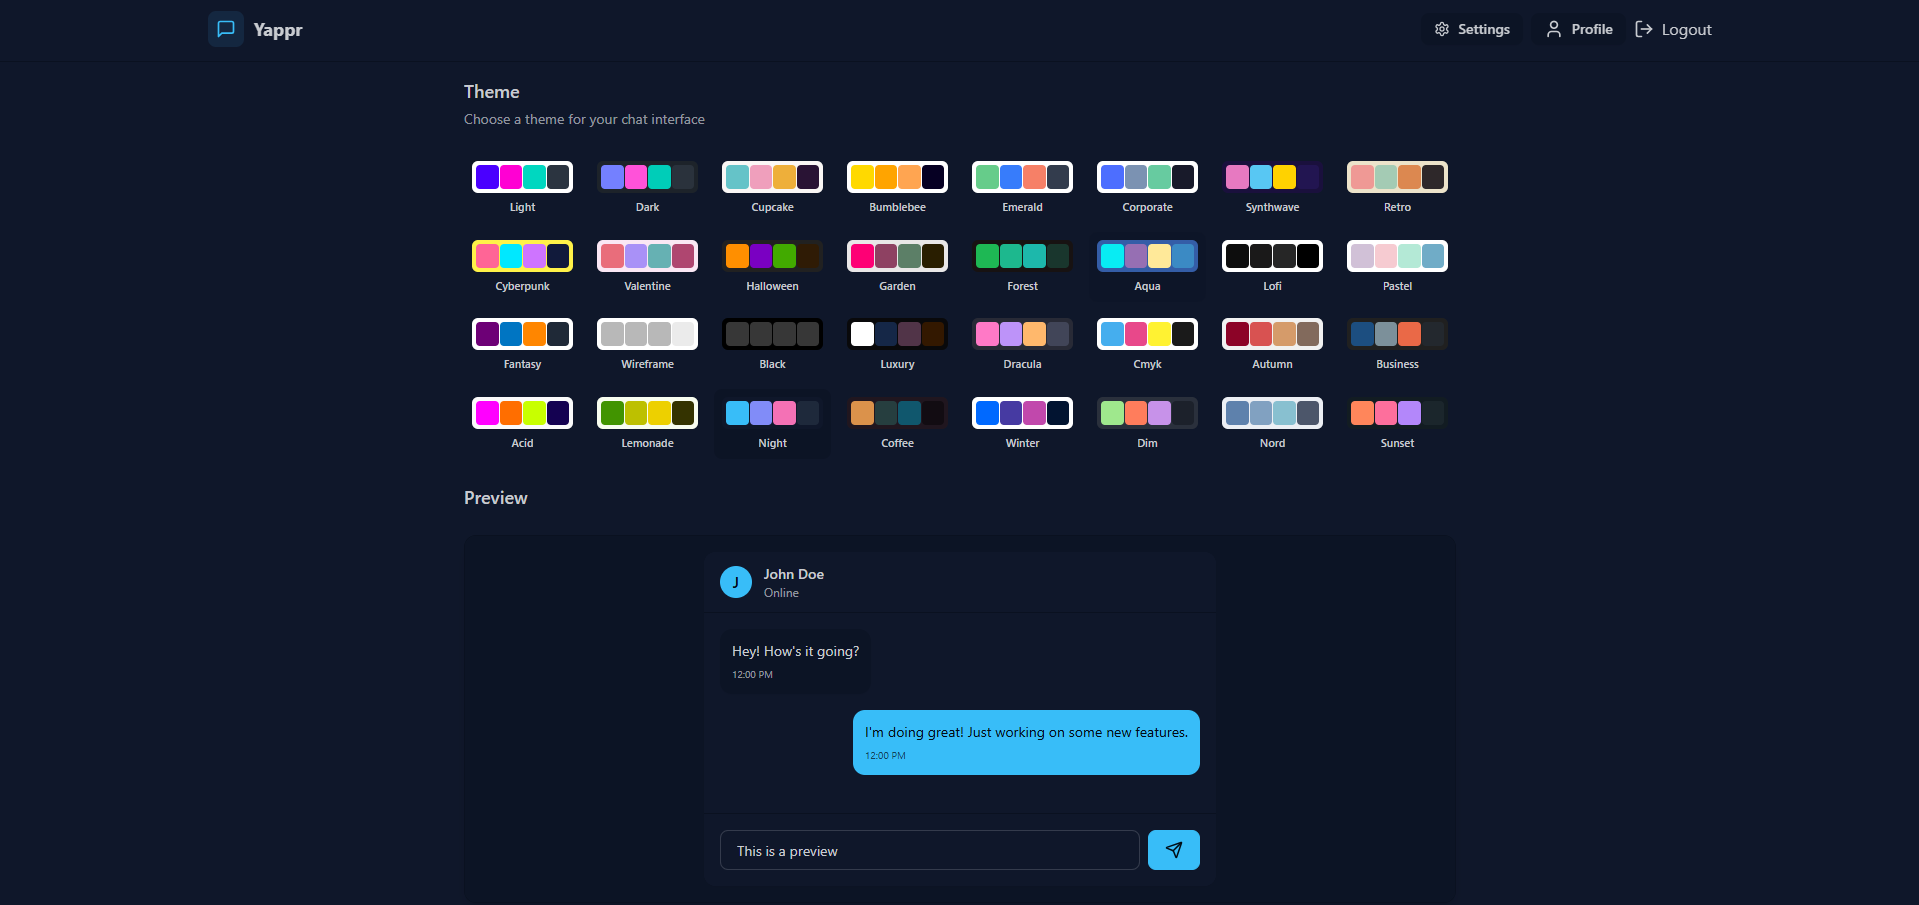 Yappr
Settings Profile Logout
Theme
Choose a theme for your chat interface
Light Dark Cupcake Bumblebee Emerald Corporate Synthwave Retro
Cyberpunk Valentine Halloween Garden Forest Aqua Lofi Pastel
Fantasy Wireframe Black Luxury Dracula Cmyk Autumn Business
Acid Lemonade Night Coffee Winter Dim Nord Sunset
Preview
J
John Doe
Online
Hey! How's it going?
12:00 PM
I'm doing great! Just working on some new features.
12:00 PM
This is a preview